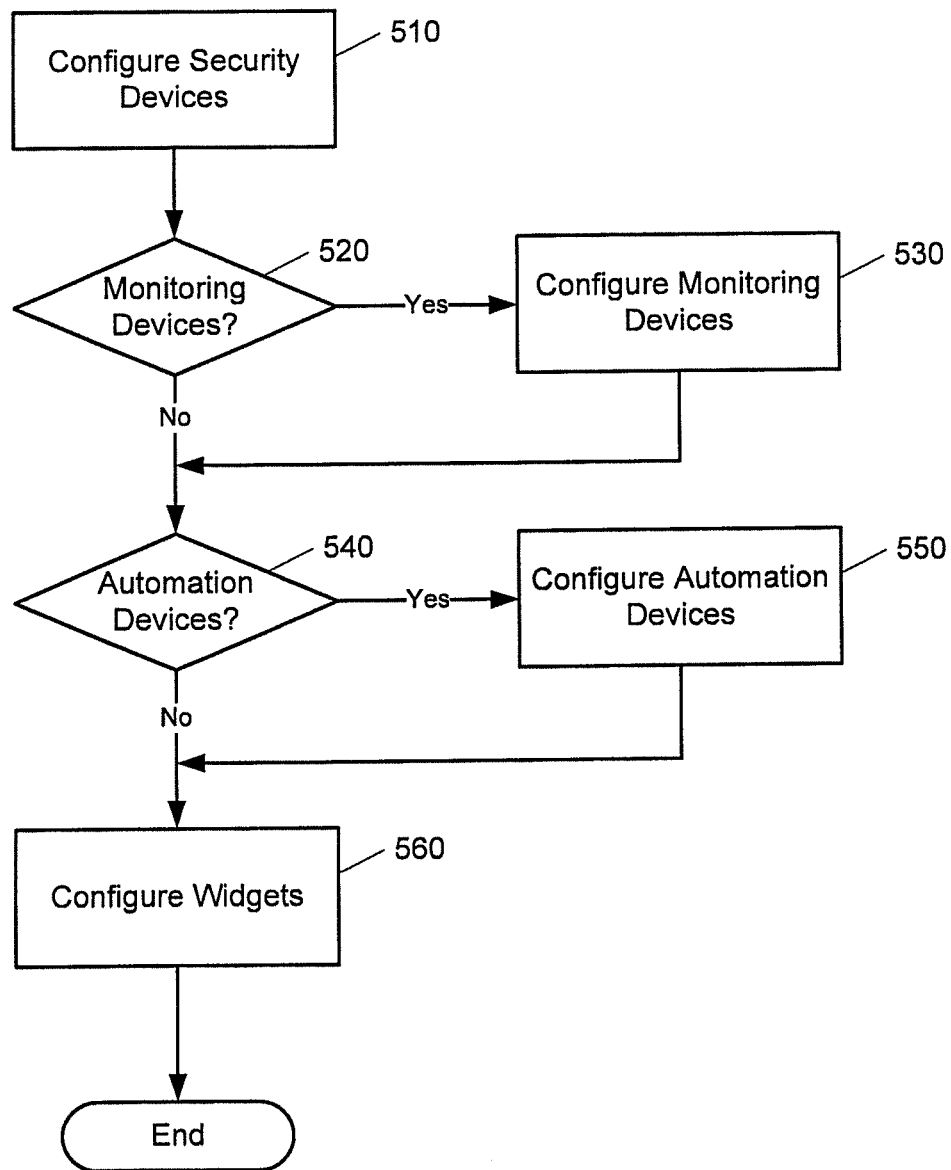 Configure Security
Devices
510
Monitoring
Devices?
520
Yes
Configure Monitoring
Devices
530
No
Automation
Devices?
540
Yes
Configure Automation
Devices
550
No
Configure Widgets
560
End